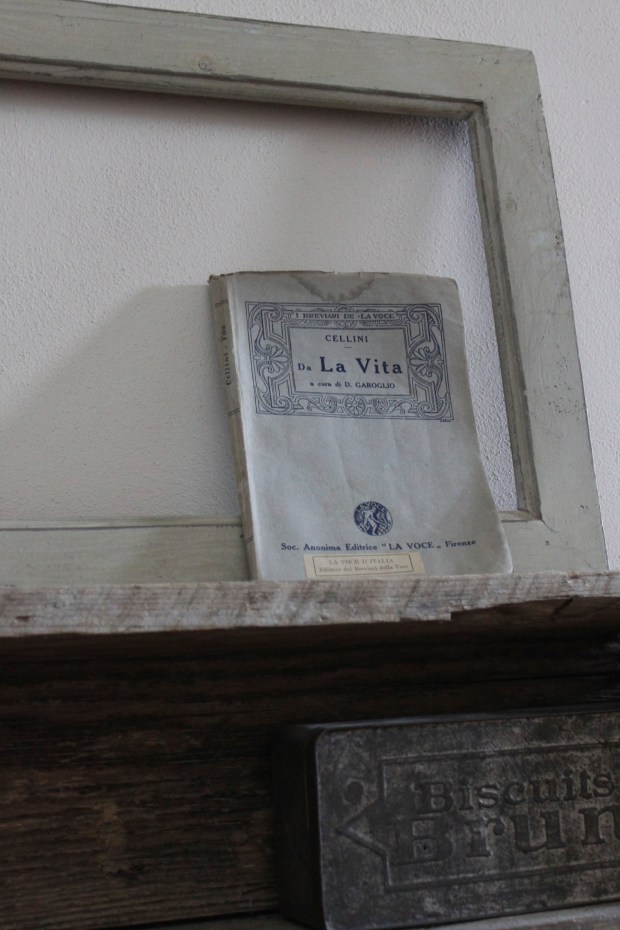 I BREVIARI DE «LA VOCE
CELLINI
Da La Vita
a cura di D. GAROGLIO
Soc. Anonima Editrice "LA VOCE„ Firenze
LA VOCE D'ITALIA
Cellini
Biscuits
Brun